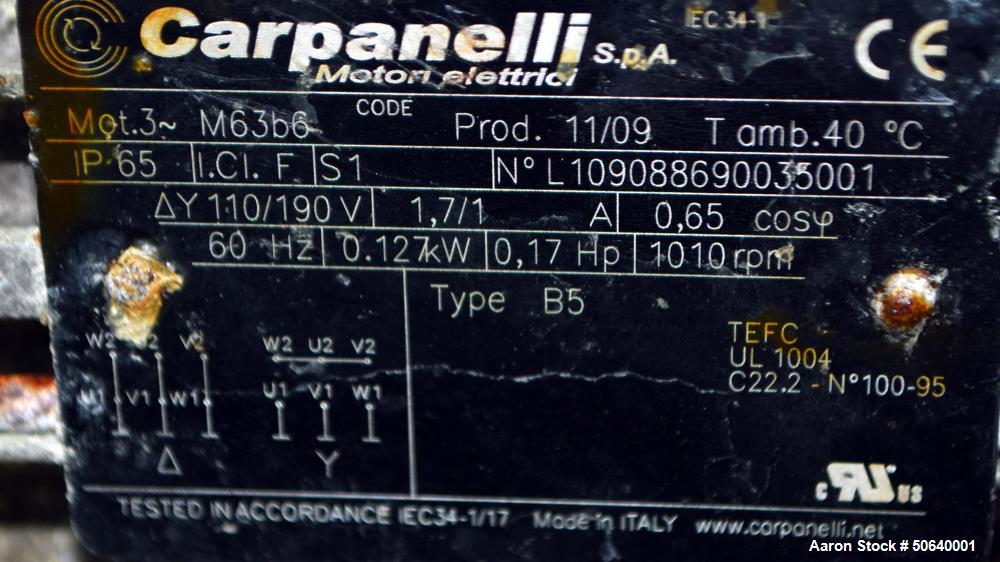 IEC 34-1
Carpanelli S.p.A. CE
Motori elettrici
CODE
Mot.3~ M63b6 Prod. 11/09 T amb.40 °C
IP 65 I.Cl. F S1 N° L109088690035001
ΔY 110/190 V 1,7/1 A 0,65 cosφ
60 Hz 0.127kW 0,17 Hp 1010 rpm
Type B5
TEFC
UL 1004
C22.2 - N°100-95
W2 U2 V2 W2 U2 V2
U1 V1 W1 U1 V1 W1
Δ Y
c RU US
TESTED IN ACCORDANCE IEC34-1/17 Made in ITALY www.carpanelli.net
Aaron Stock # 50640001